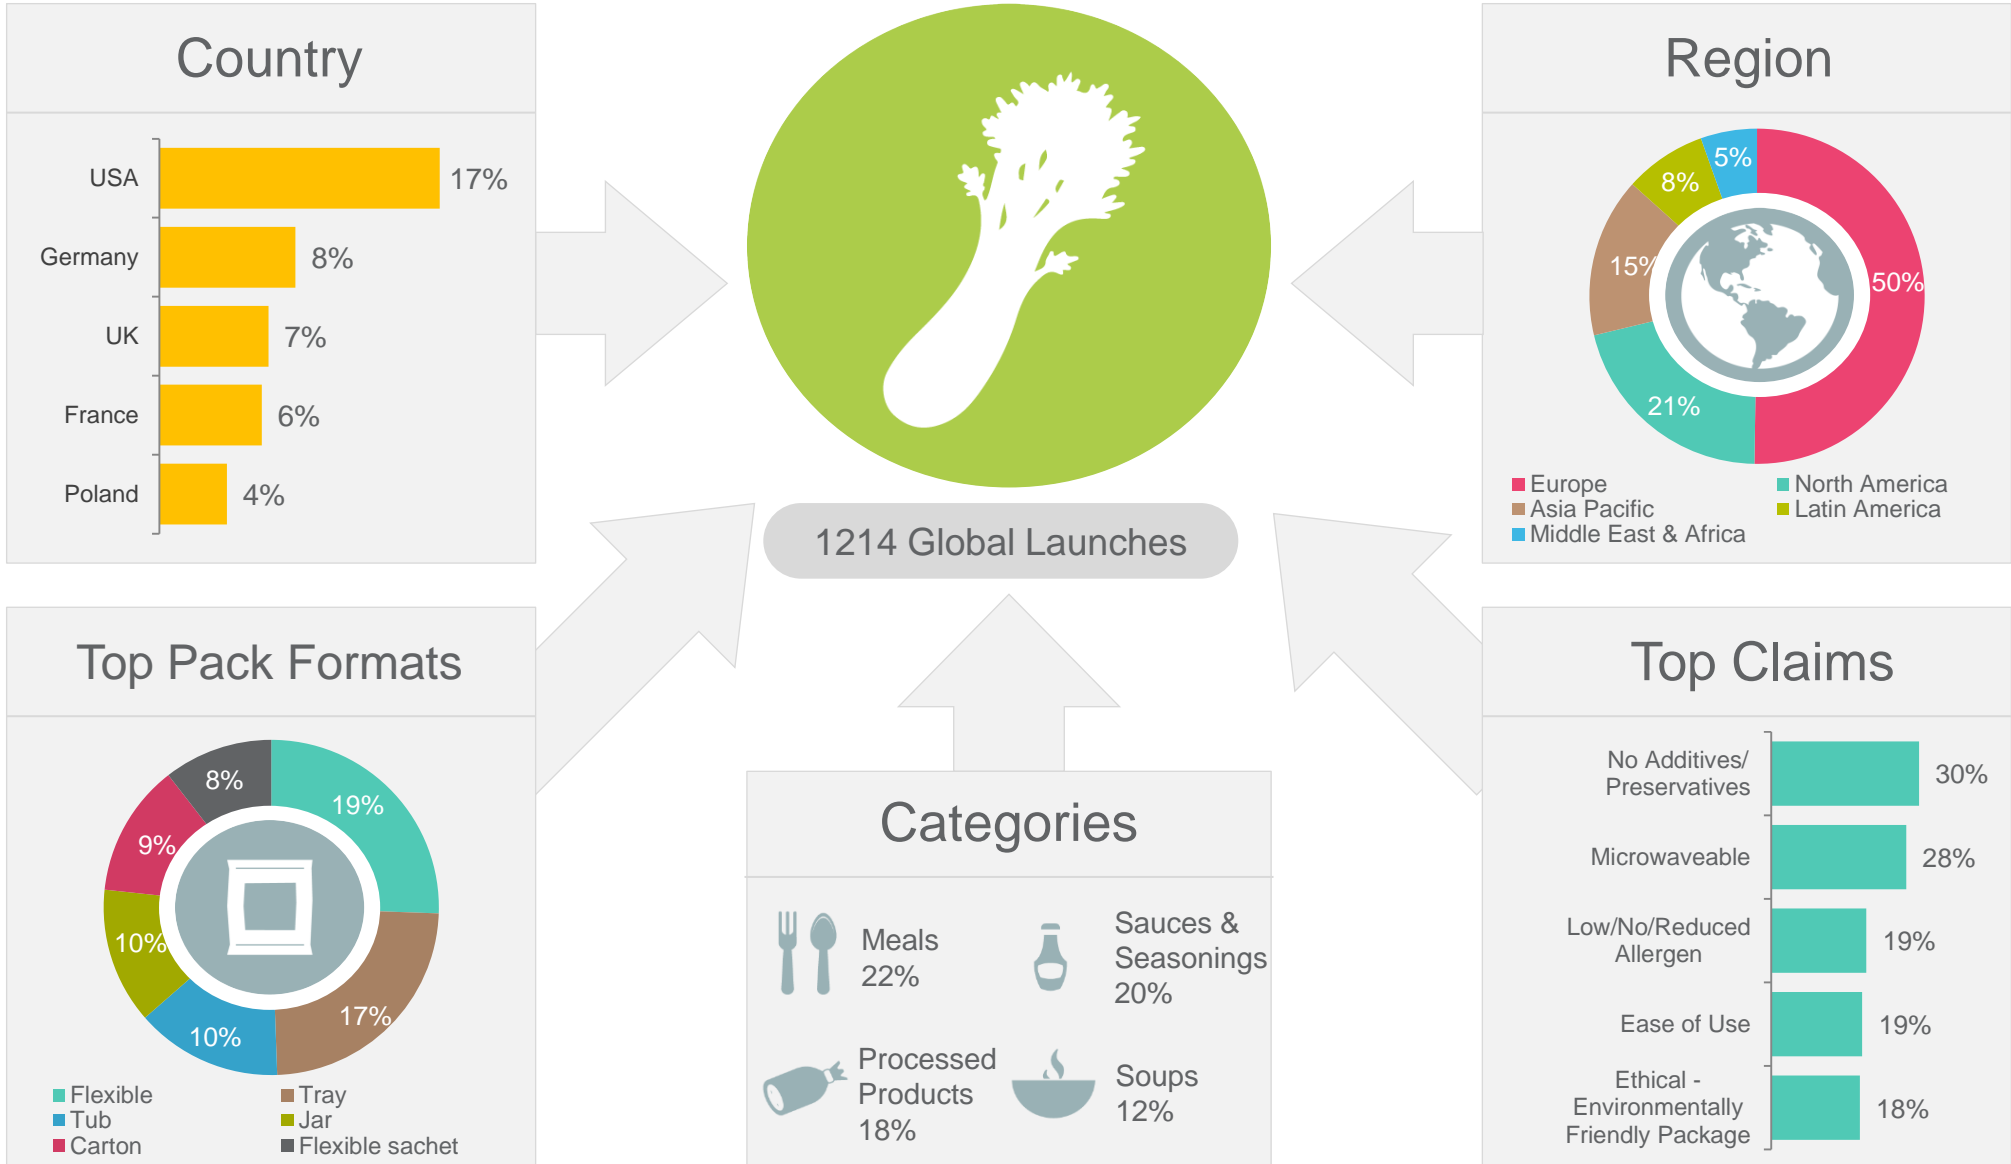 Country
USA
17%
Germany
8%
UK
7%
France
6%
Poland
4%
1214 Global Launches
Region
5%
8%
15%
50%
21%
Europe
North America
Asia Pacific
Latin America
Middle East & Africa
Top Pack Formats
8%
19%
9%
10%
17%
10%
Flexible
Tray
Tub
Jar
Carton
Flexible sachet
Categories
Meals
22%
Sauces &
Seasonings
20%
Processed
Products
18%
Soups
12%
Top Claims
No Additives/
Preservatives
30%
Microwaveable
28%
Low/No/Reduced
Allergen
19%
Ease of Use
19%
Ethical -
Environmentally
Friendly Package
18%